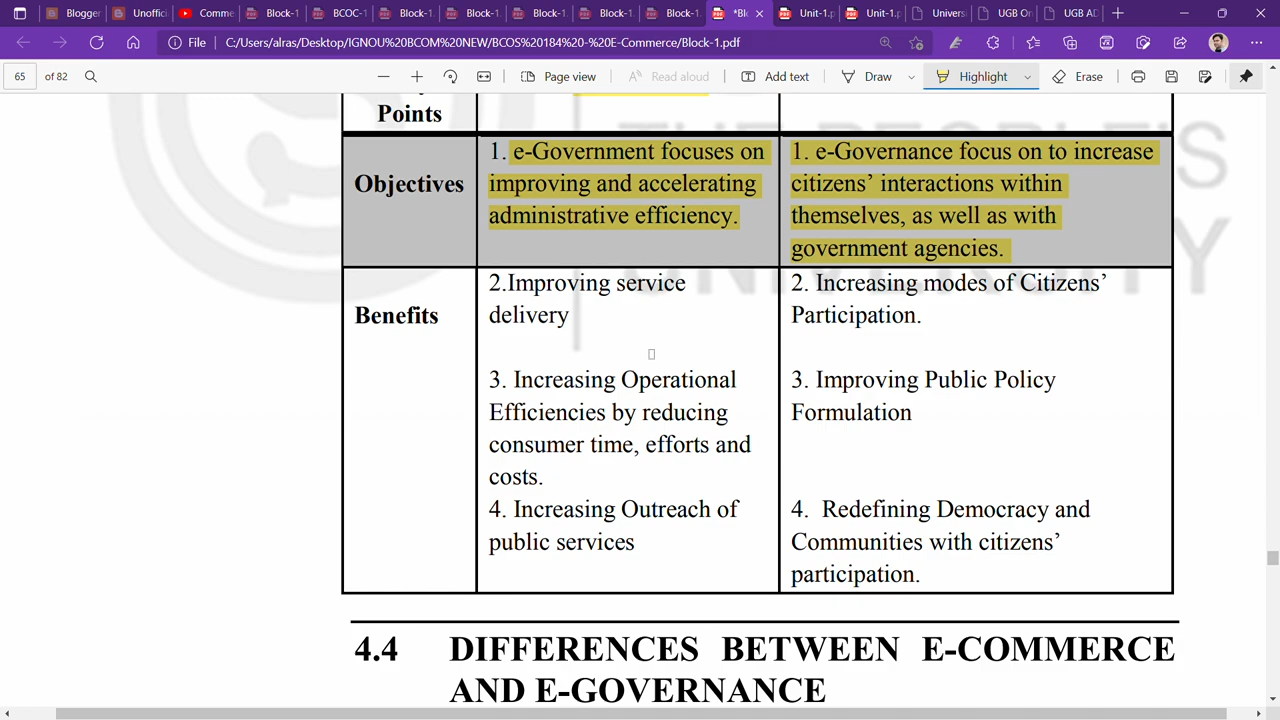 Blogger
Unoffici
Comme
Block-1
BCOC-1
Block-1.
Block-1.
Block-1.
Block-1.
Block-1.
*Blo
Unit-1.p
Unit-1.p
Universi
UGB On
UGB AD
File
C:/Users/alras/Desktop/IGNOU%20BCOM%20NEW/BCOS%20184%20-%20E-Commerce/Block-1.pdf
65 of 82
Page view
Read aloud
Add text
Draw
Highlight
Erase
Points
Objectives
1. e-Government focuses on
improving and accelerating
administrative efficiency.
1. e-Governance focus on to increase
citizens’ interactions within
themselves, as well as with
government agencies.
Benefits
2.Improving service
delivery
3. Increasing Operational
Efficiencies by reducing
consumer time, efforts and
costs.
4. Increasing Outreach of
public services
2. Increasing modes of Citizens’
Participation.
3. Improving Public Policy
Formulation
4. Redefining Democracy and
Communities with citizens’
participation.
4.4 DIFFERENCES BETWEEN E-COMMERCE
AND E-GOVERNANCE